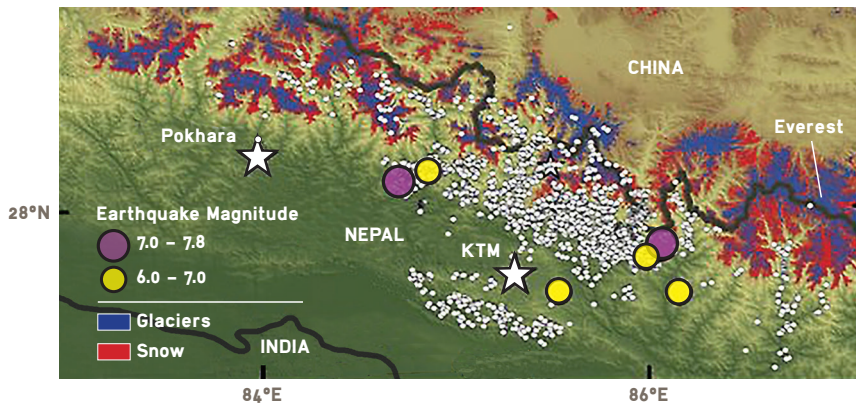 CHINA
Everest
Pokhara
28°N
Earthquake Magnitude
7.0 – 7.8
6.0 – 7.0
NEPAL
KTM
Glaciers
Snow
INDIA
84°E
86°E